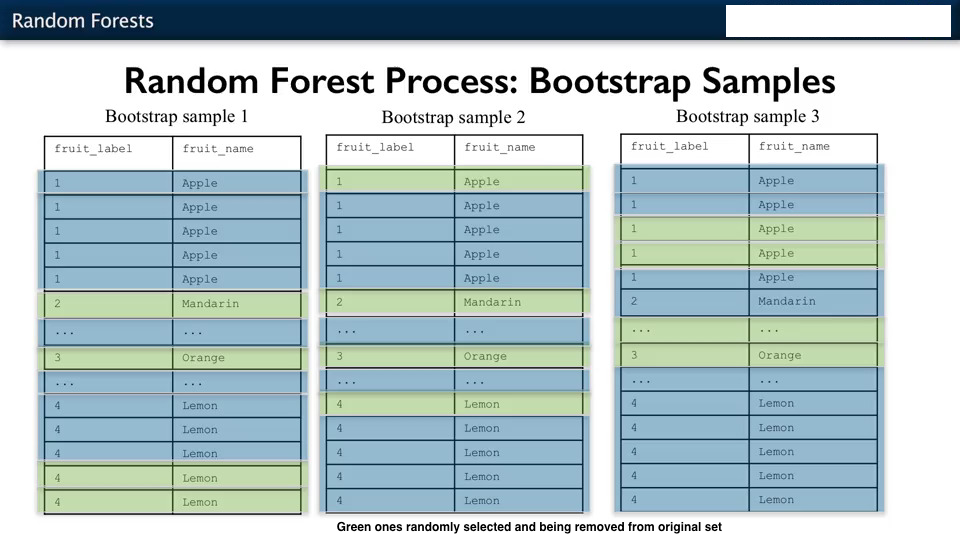 Random Forests
Random Forest Process: Bootstrap Samples
Bootstrap sample 1
fruit_label fruit_name
1 Apple
1 Apple
1 Apple
1 Apple
1 Apple
2 Mandarin
... ...
3 Orange
... ...
4 Lemon
4 Lemon
4 Lemon
4 Lemon
4 Lemon
Bootstrap sample 2
fruit_label fruit_name
1 Apple
1 Apple
1 Apple
1 Apple
1 Apple
2 Mandarin
... ...
3 Orange
... ...
4 Lemon
4 Lemon
4 Lemon
4 Lemon
4 Lemon
Bootstrap sample 3
fruit_label fruit_name
1 Apple
1 Apple
1 Apple
1 Apple
1 Apple
2 Mandarin
... ...
3 Orange
... ...
4 Lemon
4 Lemon
4 Lemon
4 Lemon
4 Lemon
Green ones randomly selected and being removed from original set